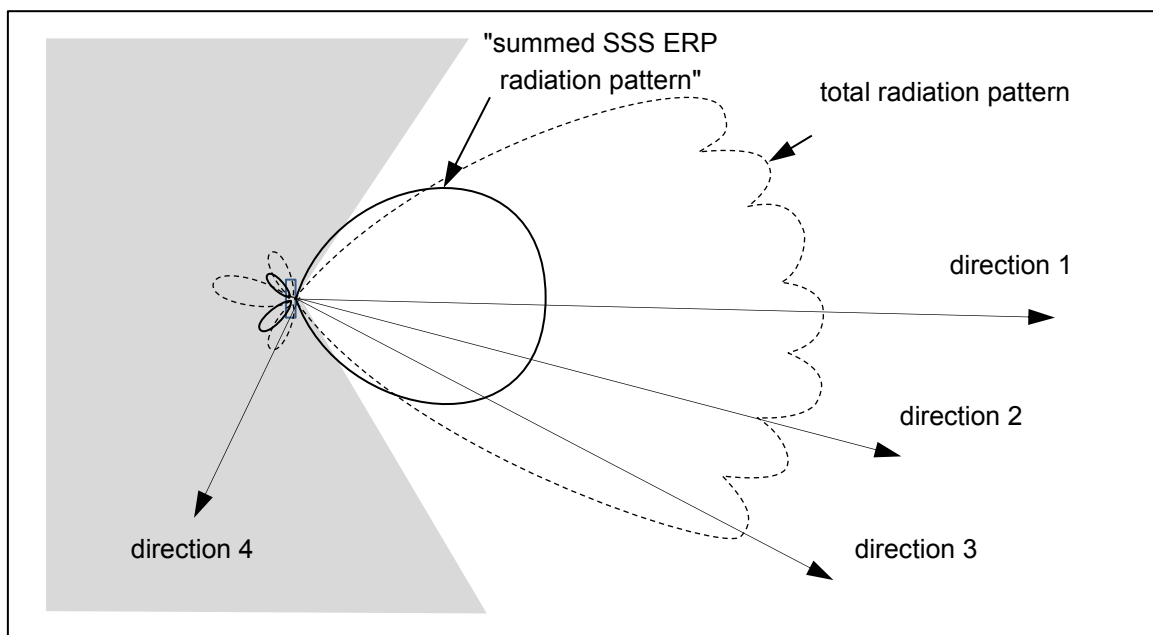 "summed SSS ERP
radiation pattern"
total radiation pattern
direction 1
direction 2
direction 3
direction 4